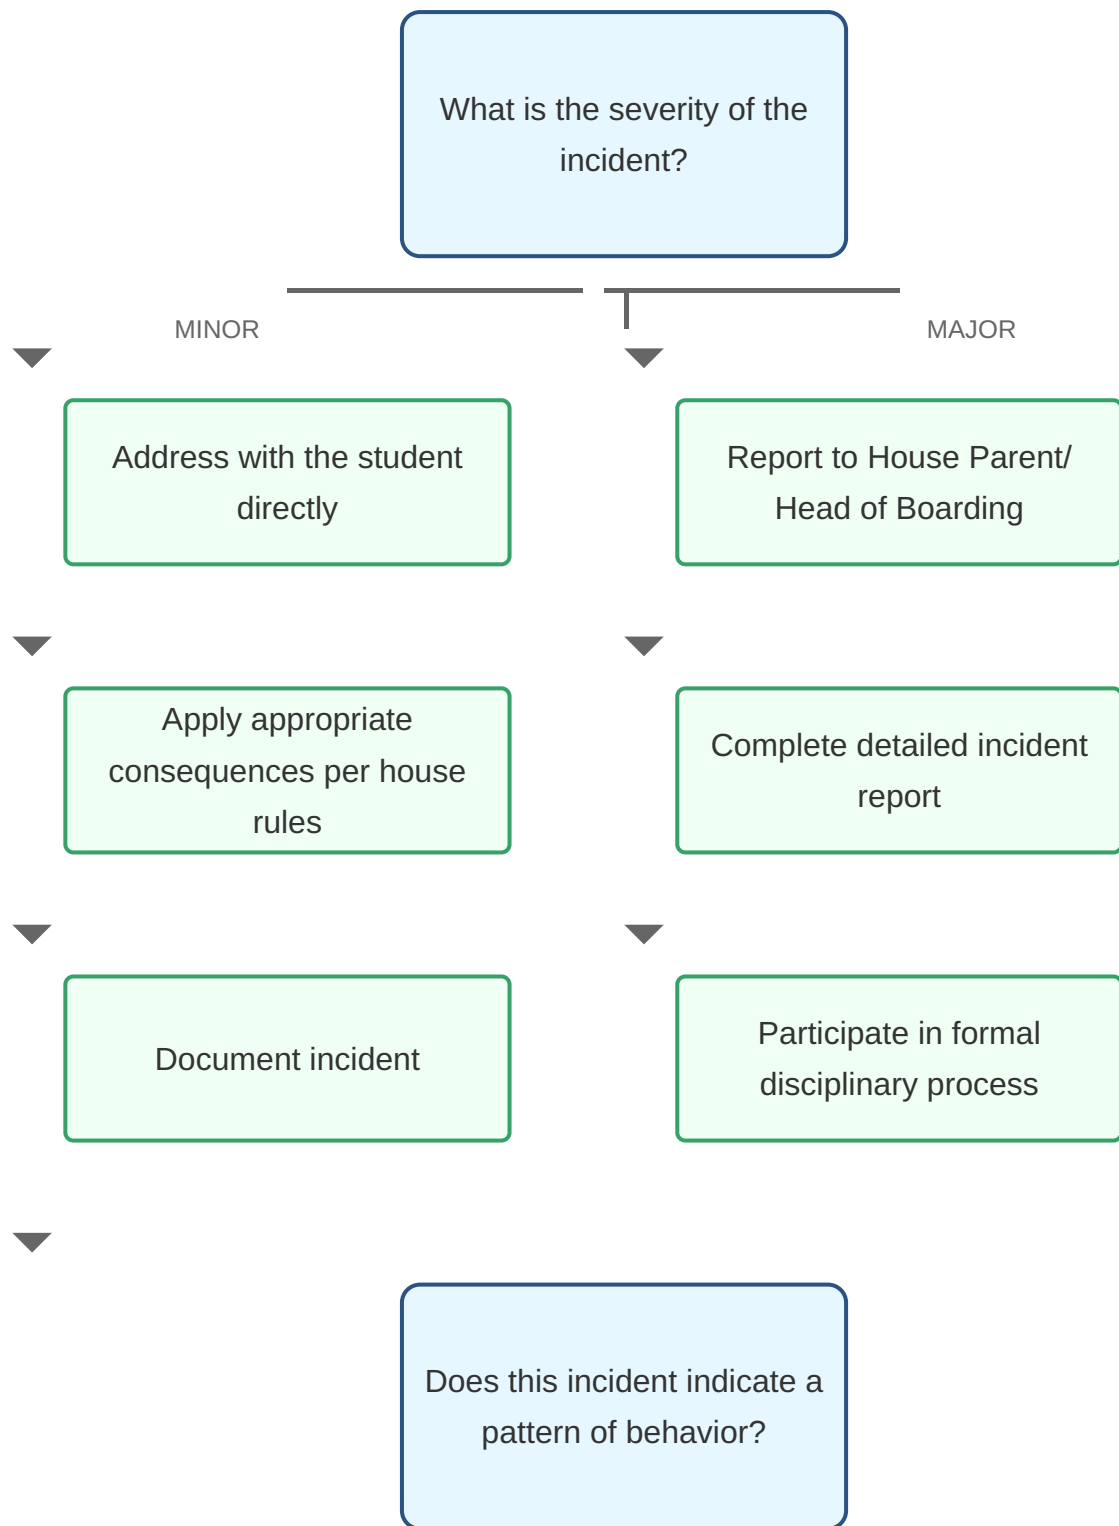 What is the severity of the
incident?
MINOR
MAJOR
Address with the student
directly
Report to House Parent/
Head of Boarding
Apply appropriate
consequences per house
rules
Complete detailed incident
report
Document incident
Participate in formal
disciplinary process
Does this incident indicate a
pattern of behavior?